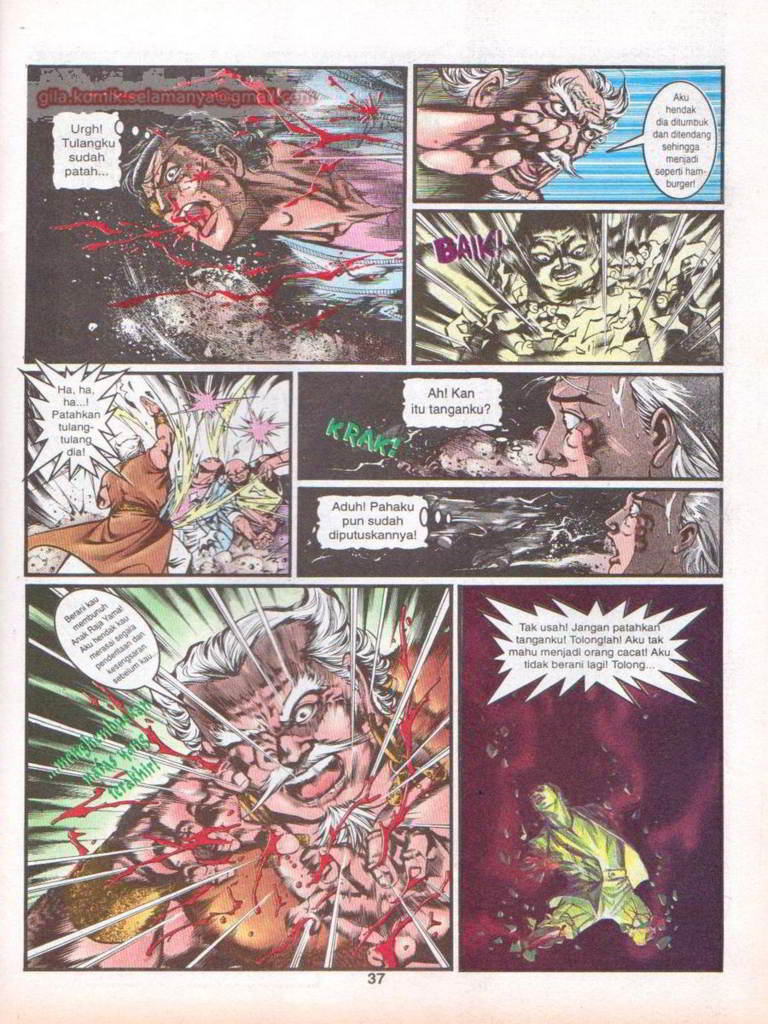 gila.komik.selamanya@gmail.com
Urgh!
Tulangku
sudah
patah...
Aku
hendak
dia ditumbuk
dan ditendang
sehingga
menjadi
seperti ham-
burger!
BAIK!
Ha, ha,
ha...!
Patahkan
tulang-
tulang
dia!
Ah! Kan
itu tanganku?
KRAK!
Aduh! Pahaku
pun sudah
diputuskannya!
Berani kau
membunuh
Anak Raja Yama!
Aku hendak kau
merasai segala
penderitaan dan
kesengsaran
sebelum kau
...menghembuskan
nafas yang
terakhir!
Tak usah! Jangan patahkan
tanganku! Tolonglah! Aku tak
mahu menjadi orang cacat! Aku
tidak berani lagi! Tolong...
37